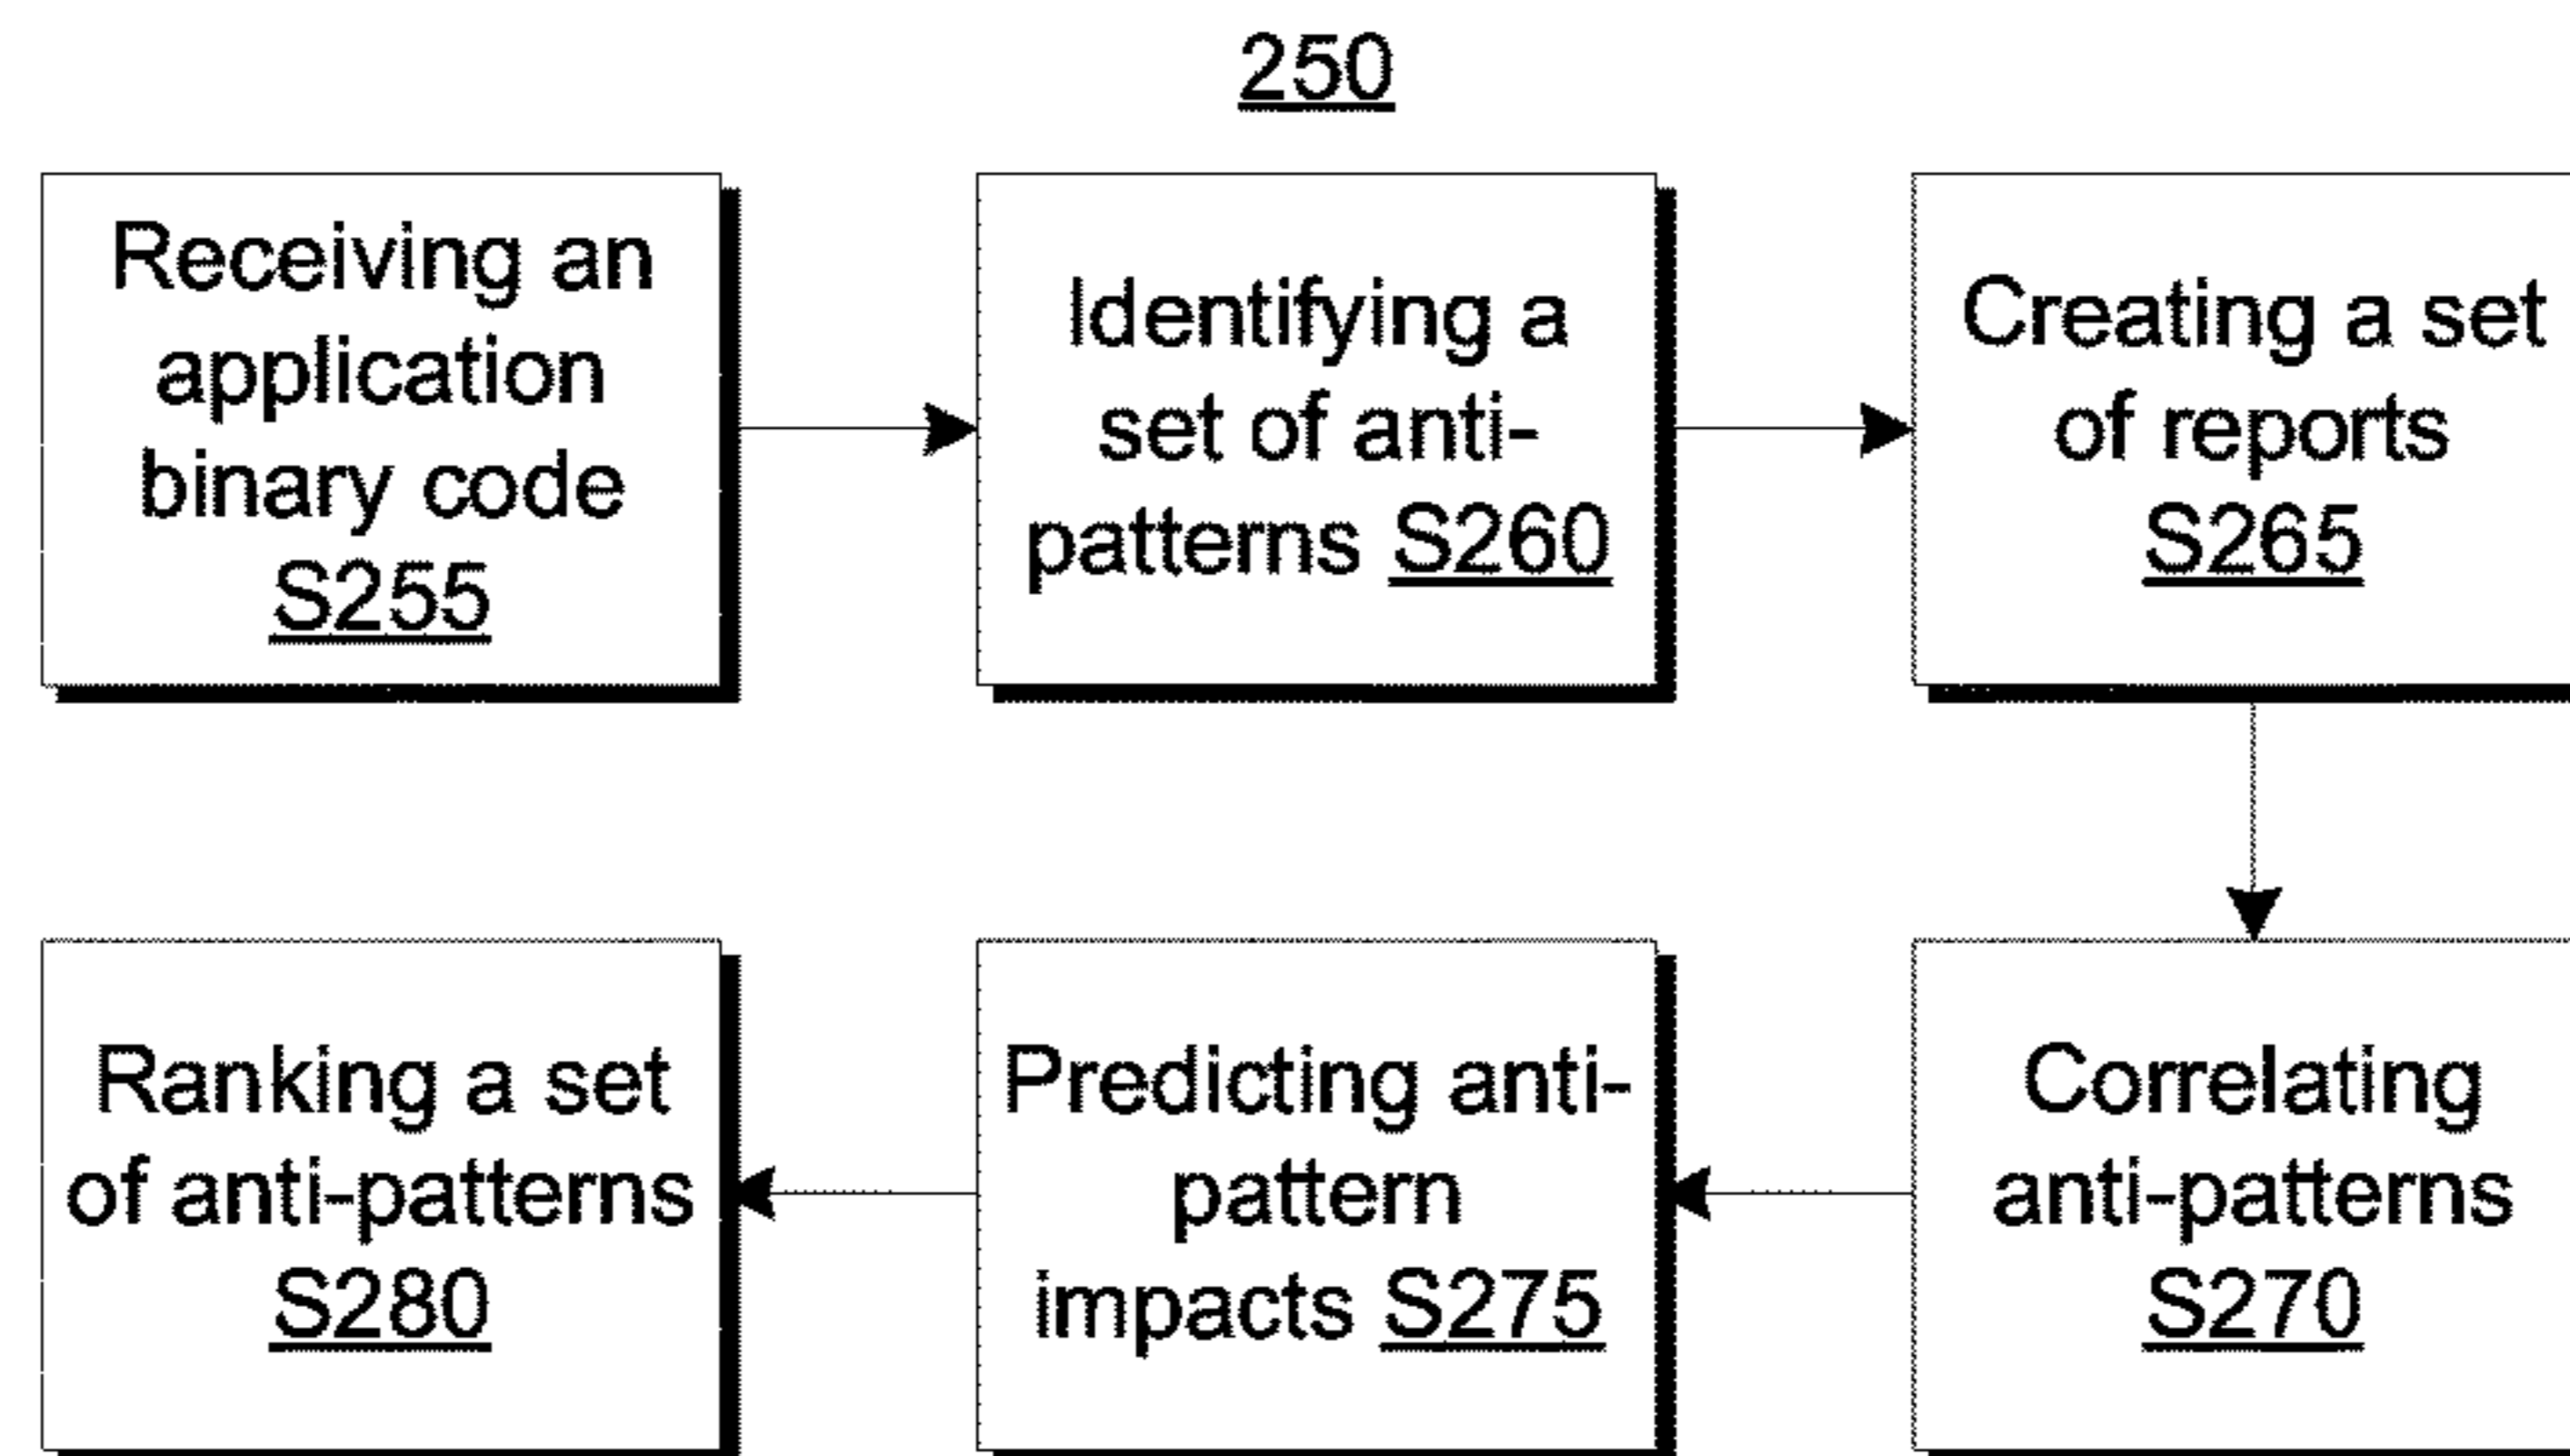 250
Receiving an
application
binary code
S255
Identifying a
set of anti-
patterns S260
Creating a set
of reports
S265
Correlating
anti-patterns
S270
Predicting anti-
pattern
impacts S275
Ranking a set
of anti-patterns
S280